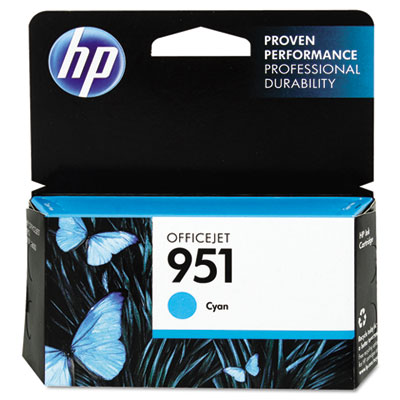 hp
PROVEN
PERFORMANCE
PROFESSIONAL
DURABILITY
OFFICEJET
951
Cyan
HP Ink
Cartridge